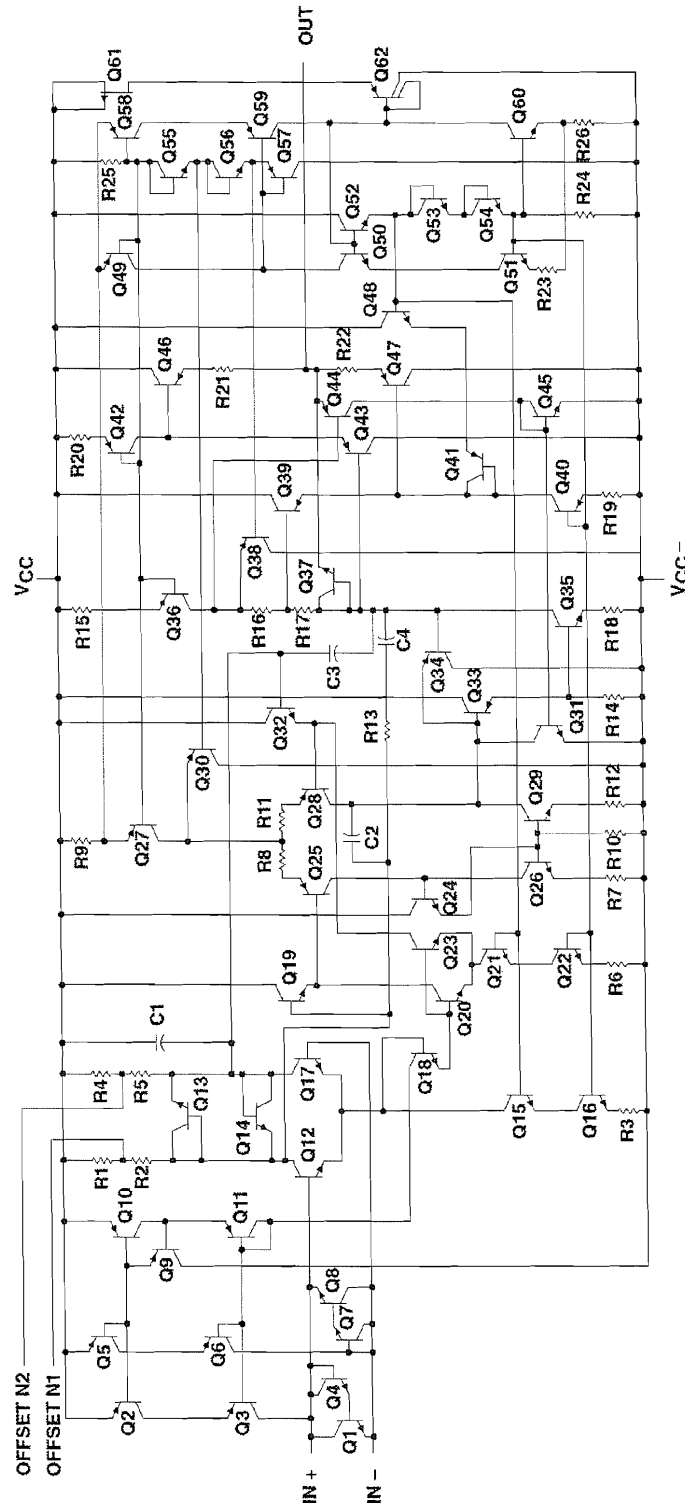 OFFSET N2
OFFSET N1
IN +
IN −
VCC
VCC−
OUT
Q1
Q2
Q3
Q4
Q5
Q6
Q7
Q8
Q9
Q10
Q11
R1
R2
R4
R5
C1
Q13
Q14
Q12
Q17
Q18
Q15
Q16
R3
Q19
Q20
Q23
Q21
Q22
R6
R9
Q27
Q30
R8
R11
Q25
Q28
C2
Q24
Q26
Q29
R7
R10
R12
Q32
R13
C3
C4
Q34
Q33
Q31
R14
R15
Q36
R16
R17
Q37
Q38
Q35
R18
Q39
Q41
Q40
R19
R20
Q42
Q46
R21
Q44
Q43
R22
Q47
Q45
Q48
Q49
Q50
Q52
Q53
Q54
Q51
R23
R24
R25
Q55
Q56
Q57
Q58
Q59
Q60
R26
Q61
Q62